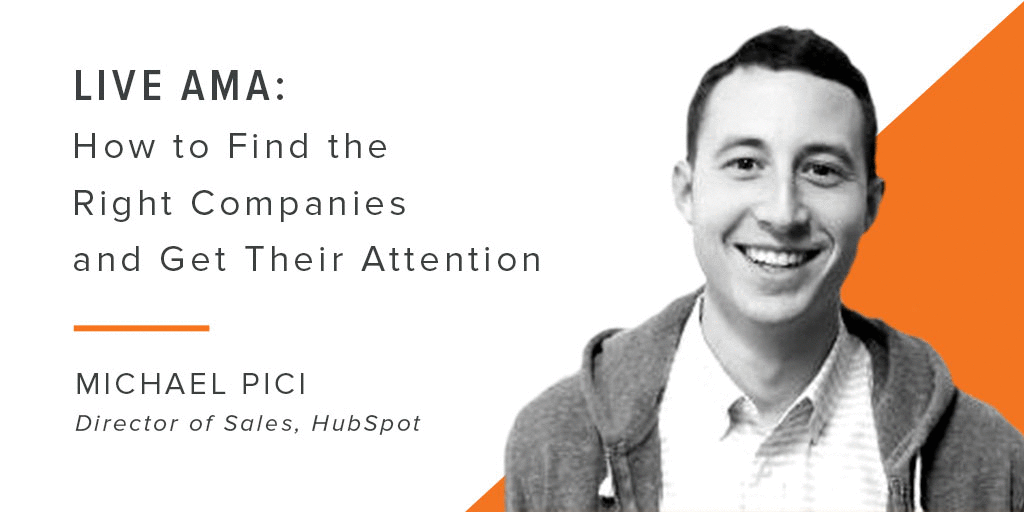 LIVE AMA:
How to Find the
Right Companies
and Get Their Attention
MICHAEL PICI
Director of Sales, HubSpot